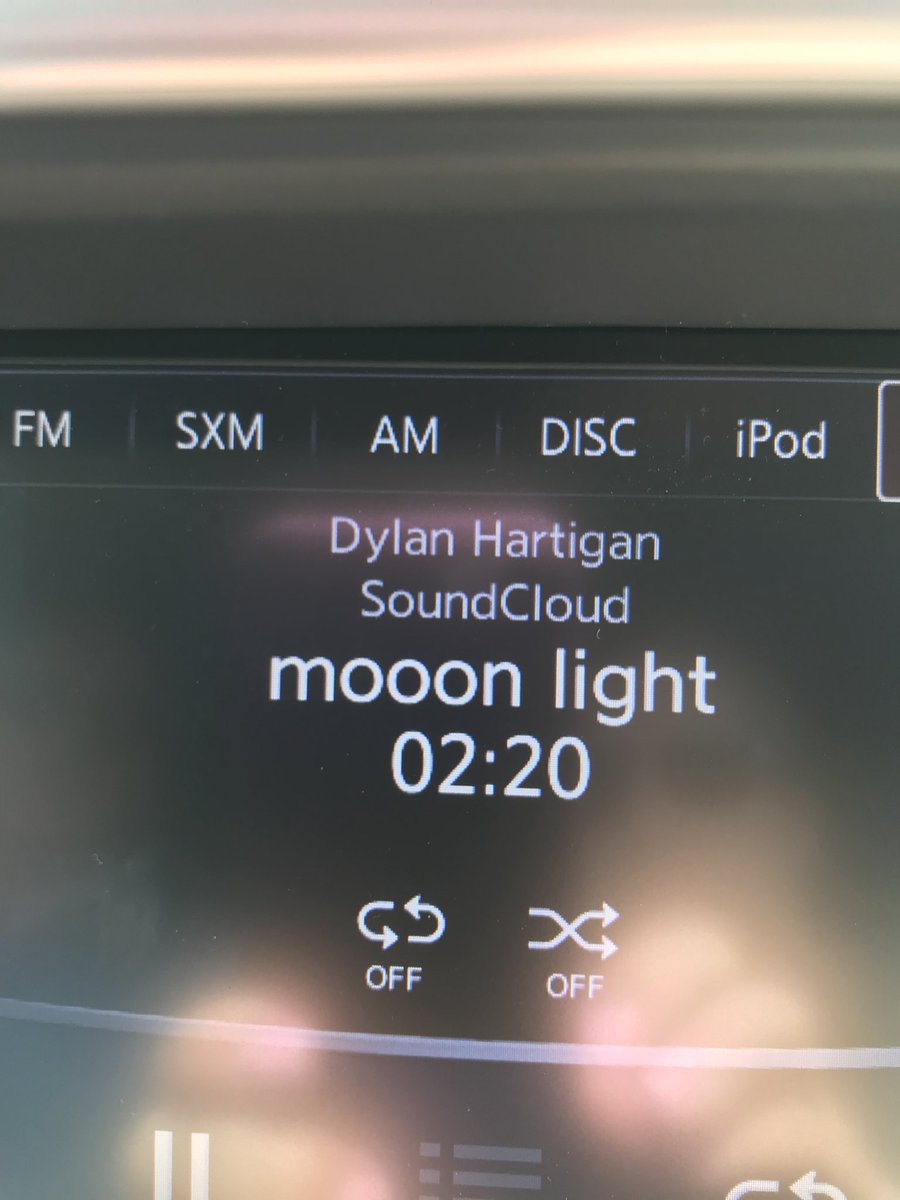 FM SXM AM DISC iPod
Dylan Hartigan
SoundCloud
mooon light
02:20
OFF OFF